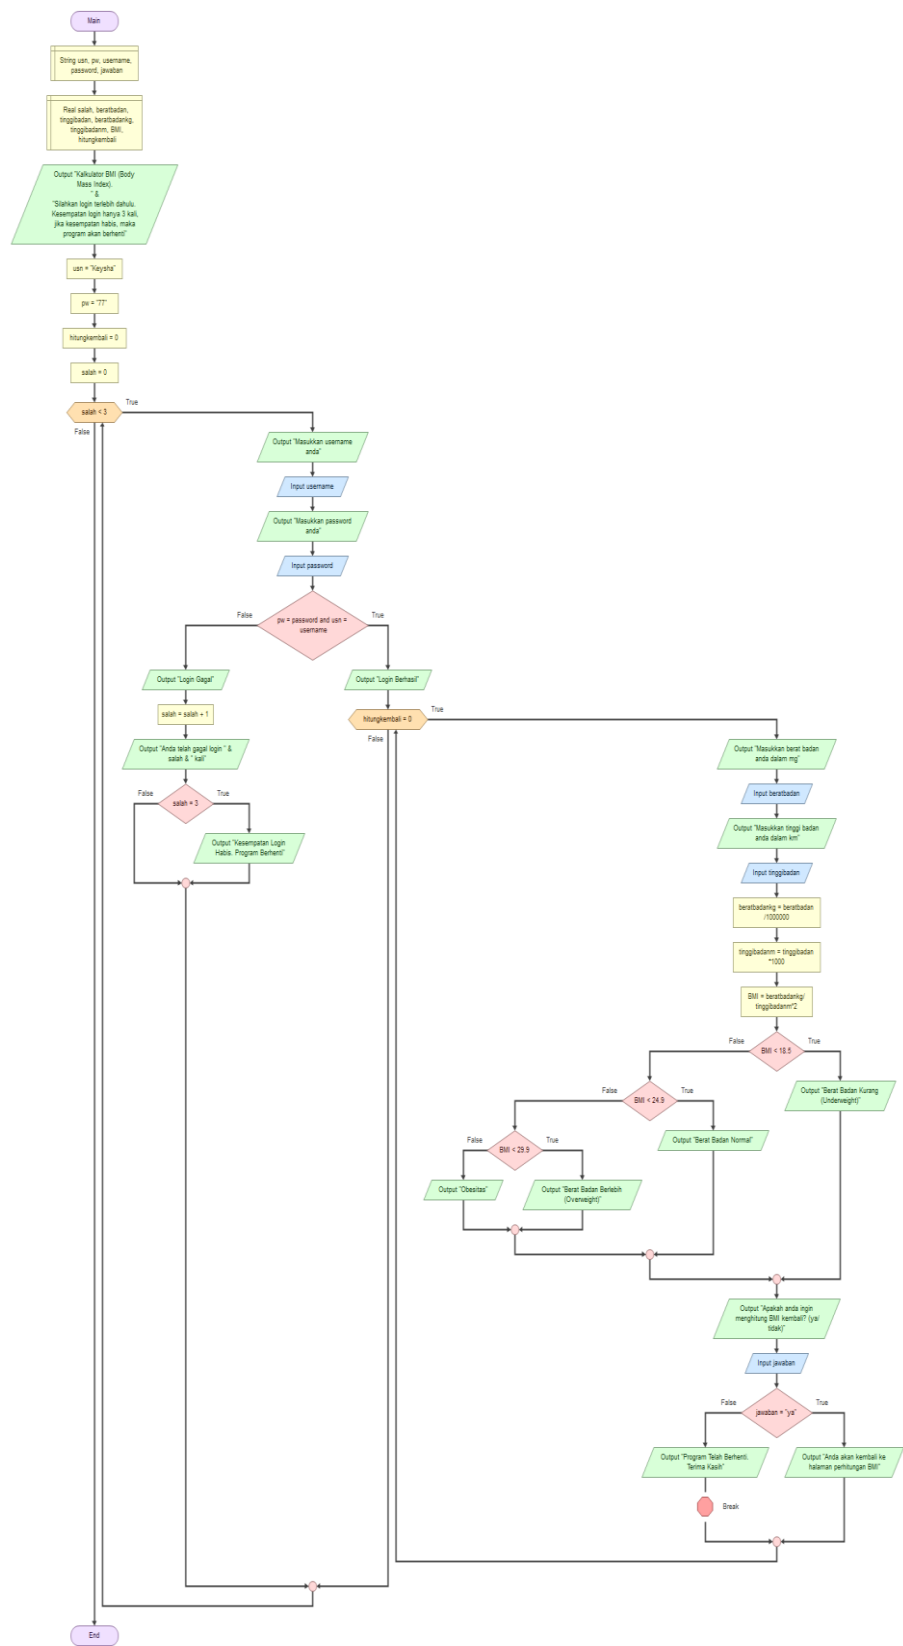 Main
String usn, pw, username,
password, jawaban
Real salah, beratbadan,
tinggibadan, beratbadankg,
tinggibadanm, BMI,
hitungkembali
Output "Kalkulator BMI (Body
Mass Index).
" &
"Silahkan login terlebih dahulu.
Kesempatan login hanya 3 kali,
jika kesempatan habis, maka
program akan berhenti"
usn = "Keysha"
pw = "77"
hitungkembali = 0
salah = 0
salah < 3
True
False
Output "Masukkan username
anda"
Input username
Output "Masukkan password
anda"
Input password
pw = password and usn =
username
False
True
Output "Login Gagal"
salah = salah + 1
Output "Anda telah gagal login " &
salah & " kali"
salah = 3
False
True
Output "Kesempatan Login
Habis. Program Berhenti"
Output "Login Berhasil"
hitungkembali = 0
True
False
Output "Masukkan berat badan
anda dalam mg"
Input beratbadan
Output "Masukkan tinggi badan
anda dalam km"
Input tinggibadan
beratbadankg = beratbadan
/1000000
tinggibadanm = tinggibadan
*1000
BMI = beratbadankg/
tinggibadanm^2
BMI < 18.5
False
True
Output "Berat Badan Kurang
(Underweight)"
BMI < 24.9
False
True
Output "Berat Badan Normal"
BMI < 29.9
False
True
Output "Obesitas"
Output "Berat Badan Berlebih
(Overweight)"
Output "Apakah anda ingin
menghitung BMI kembali? (ya/
tidak)"
Input jawaban
jawaban = "ya"
False
True
Output "Program Telah Berhenti.
Terima Kasih"
Output "Anda akan kembali ke
halaman perhitungan BMI"
Break
End